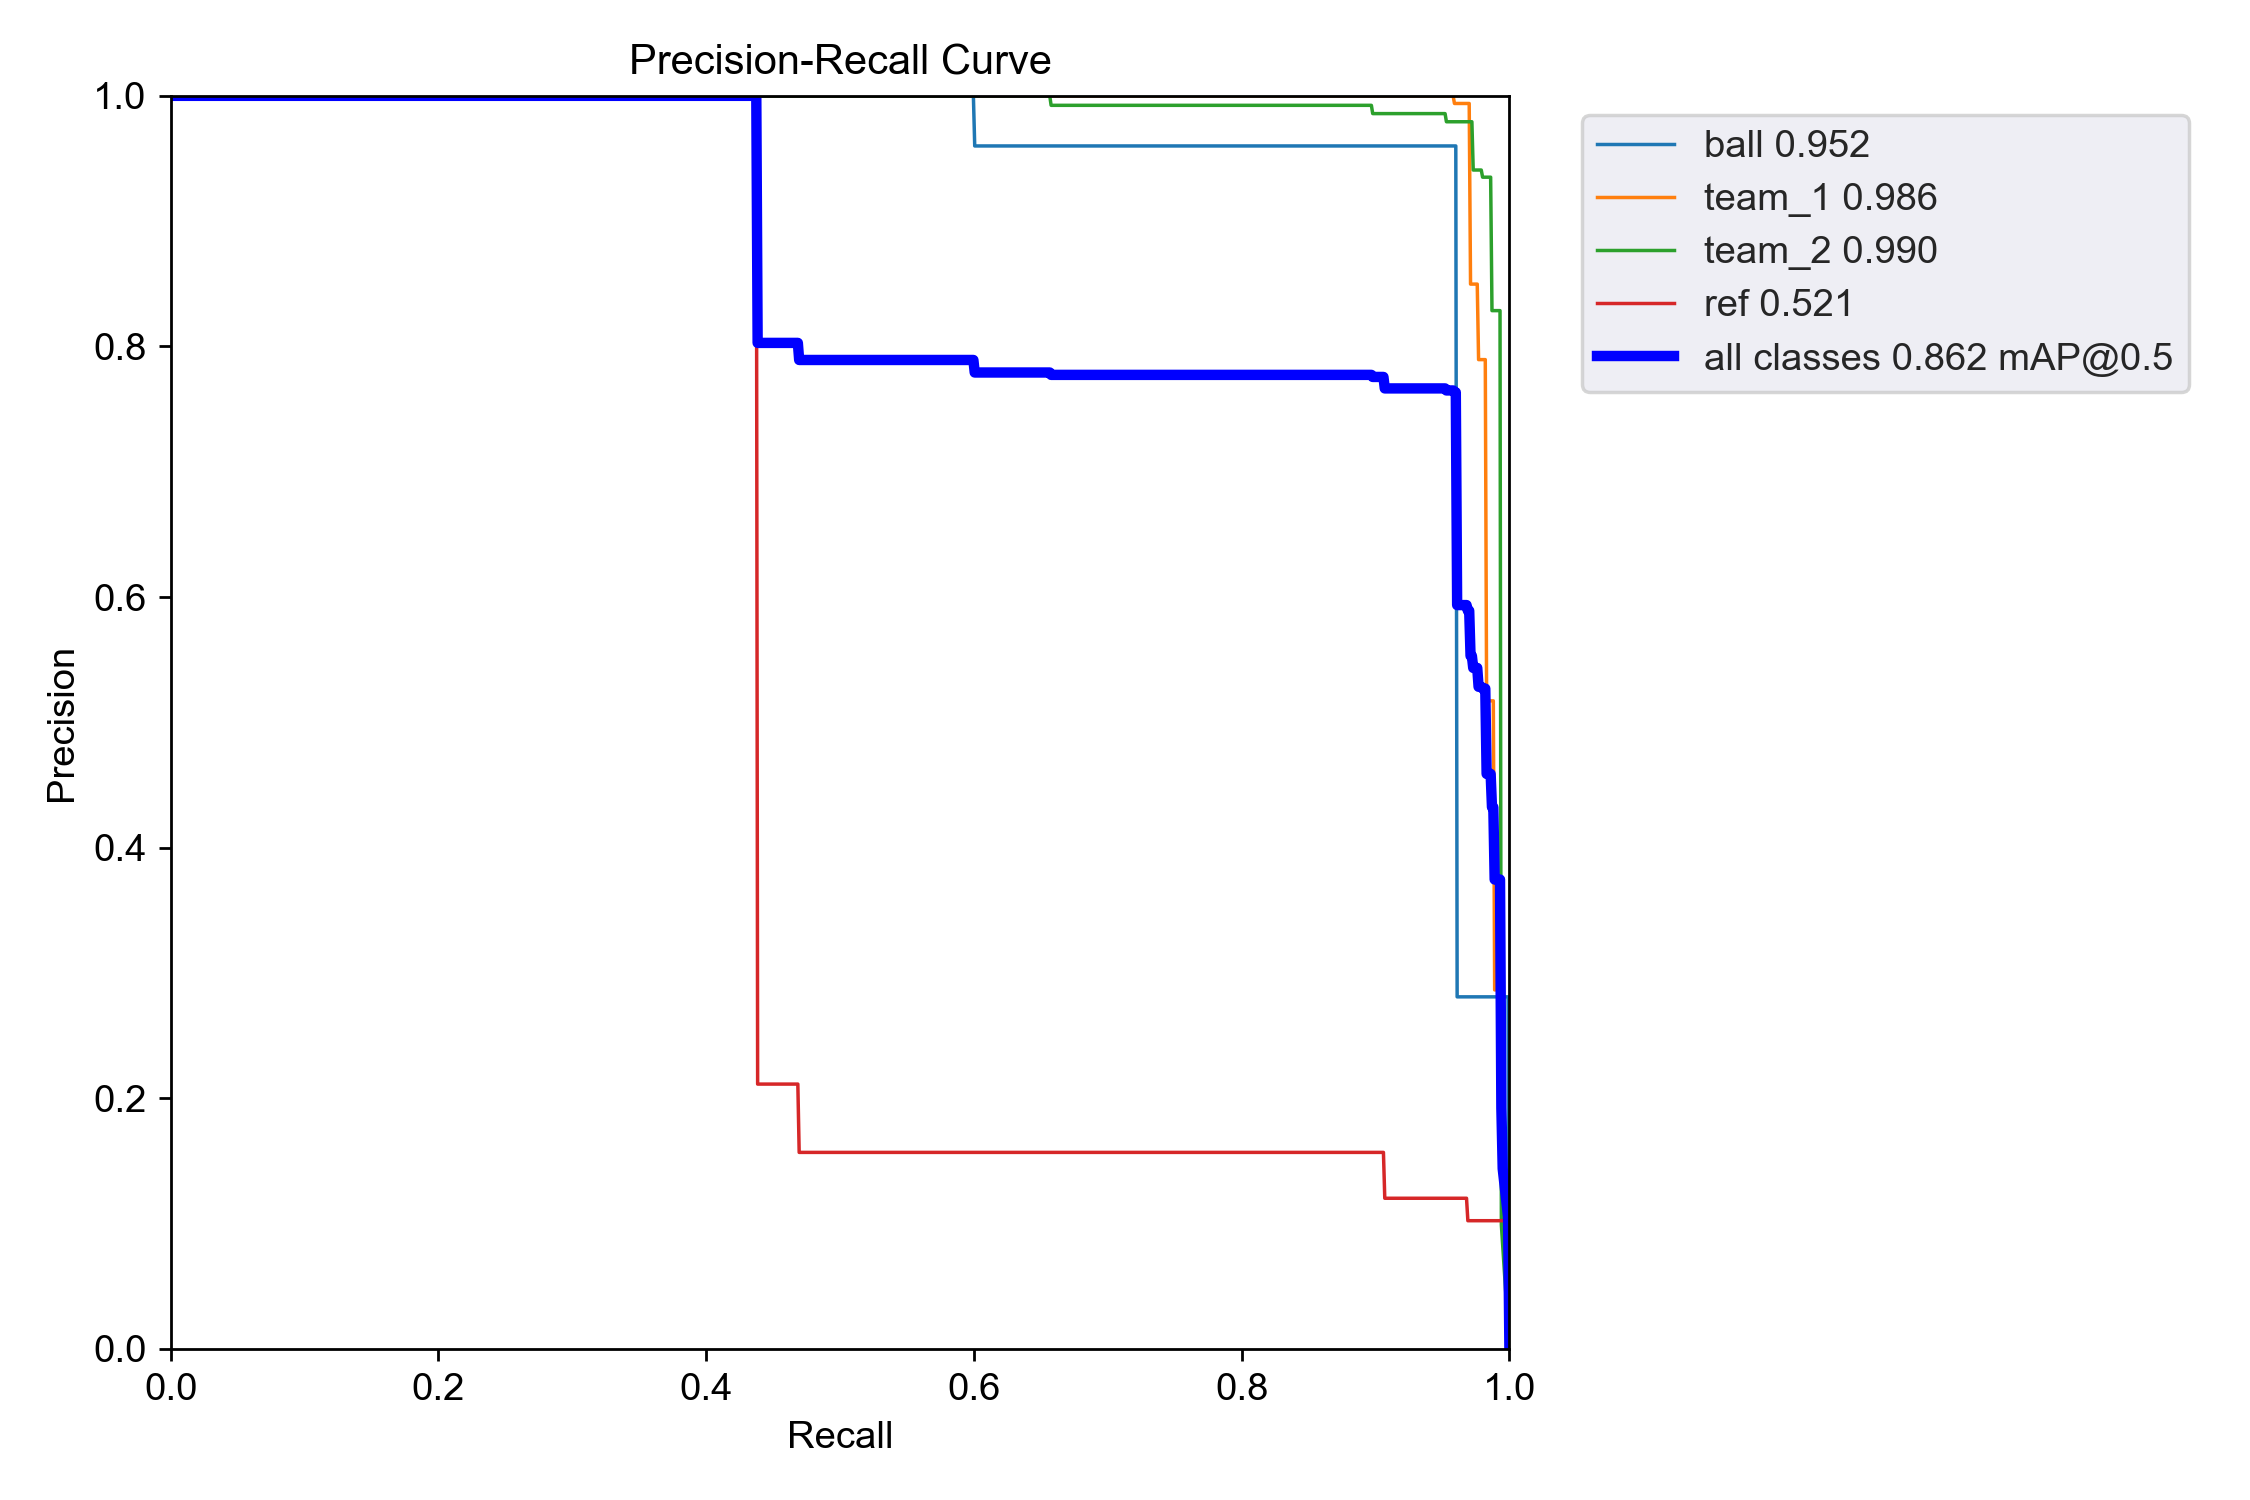 Precision-Recall Curve
1.0
0.8
0.6
0.4
0.2
0.0
Precision
0.0 0.2 0.4 0.6 0.8 1.0
Recall
ball 0.952
team_1 0.986
team_2 0.990
ref 0.521
all classes 0.862 mAP@0.5